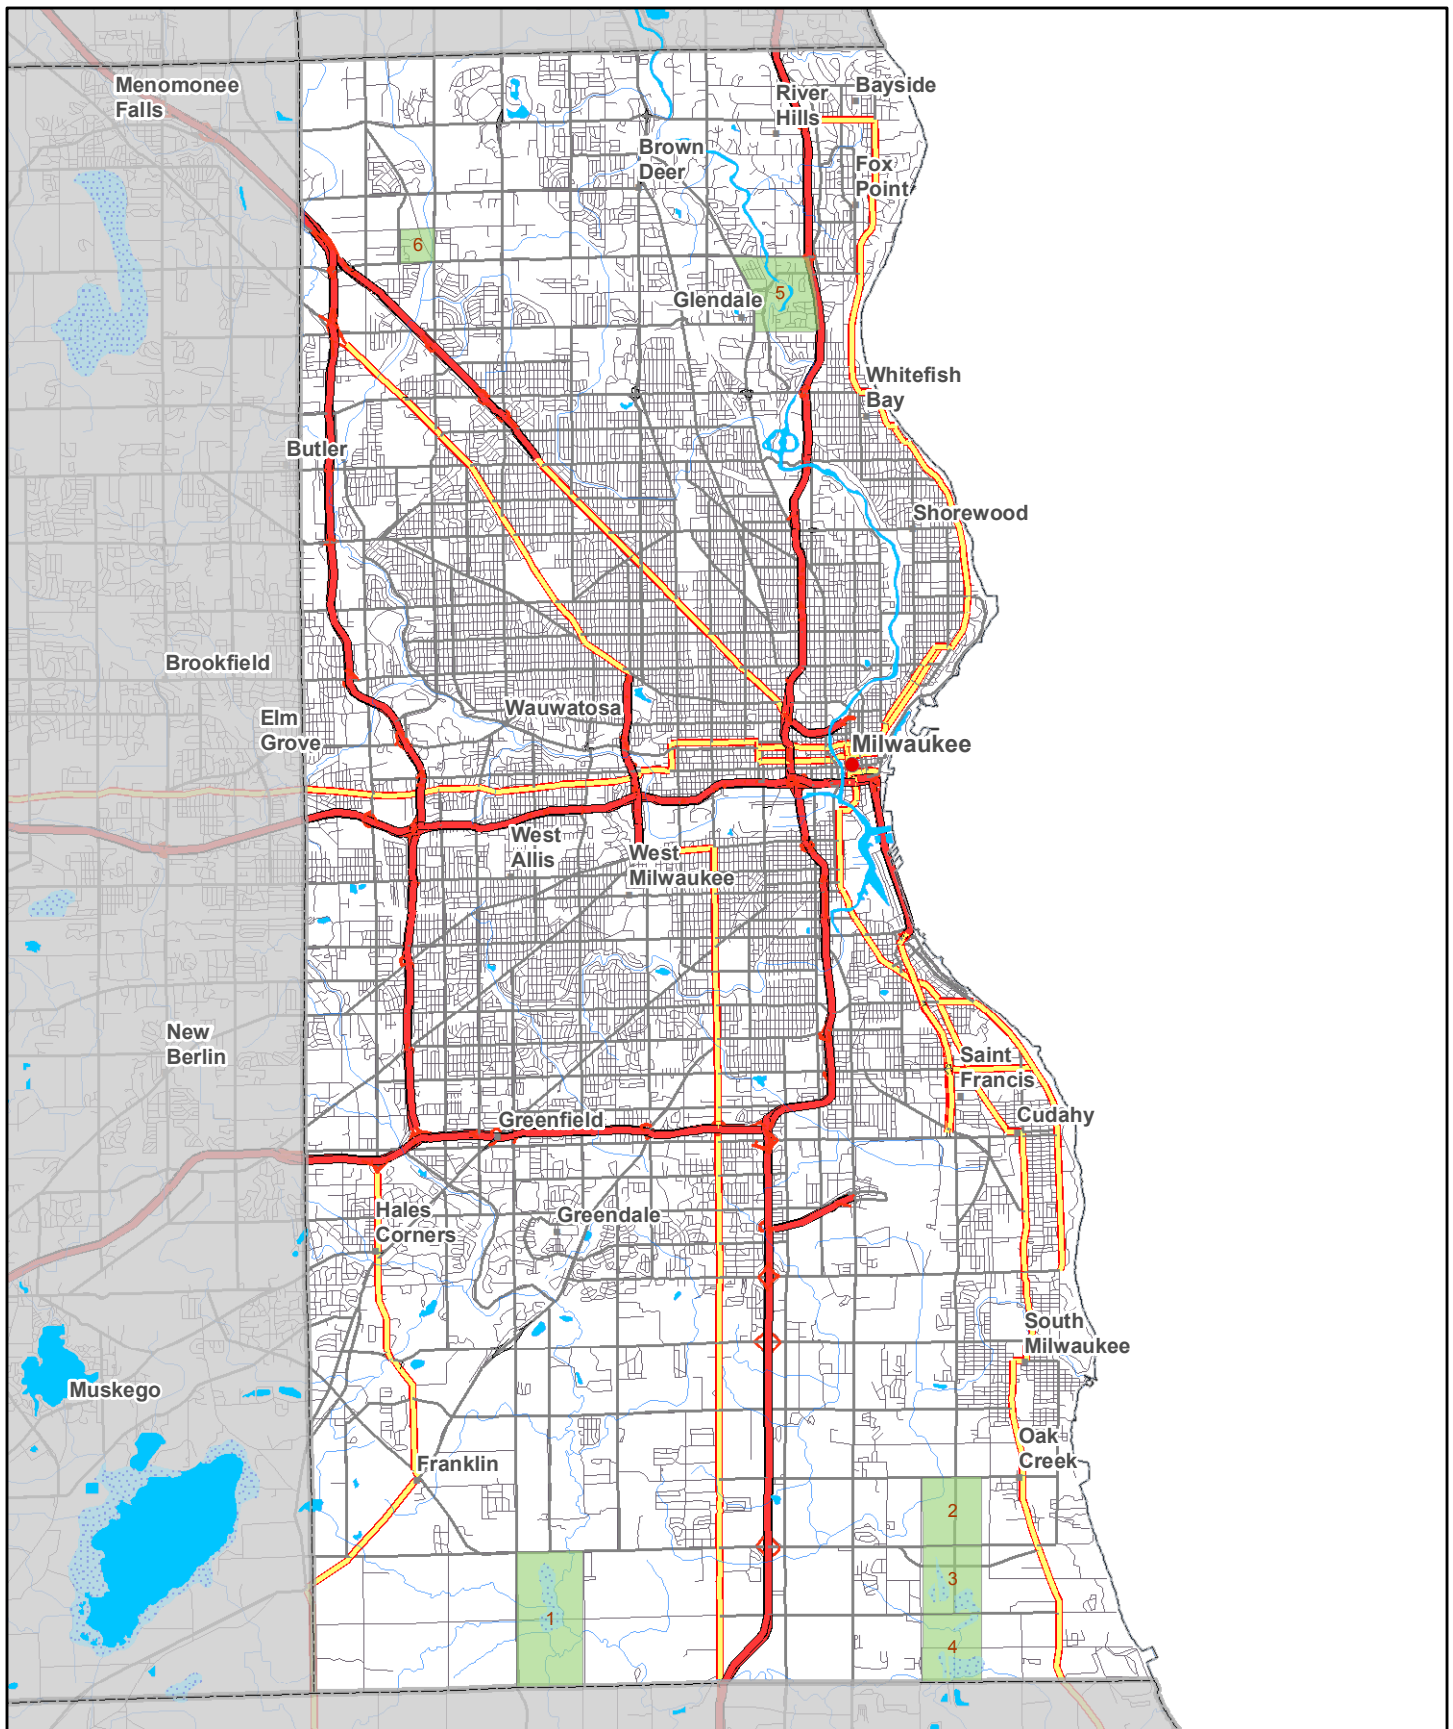 Menomonee
Falls
River
Hills
Bayside
Brown
Deer
Fox
Point
6
5
Glendale
Whitefish
Bay
Butler
Shorewood
Brookfield
Elm
Grove
Wauwatosa
Milwaukee
West
Allis
West
Milwaukee
New
Berlin
Saint
Francis
Cudahy
Greenfield
Hales
Corners
Greendale
South
Milwaukee
Muskego
Oak
Creek
Franklin
2
3
1
4